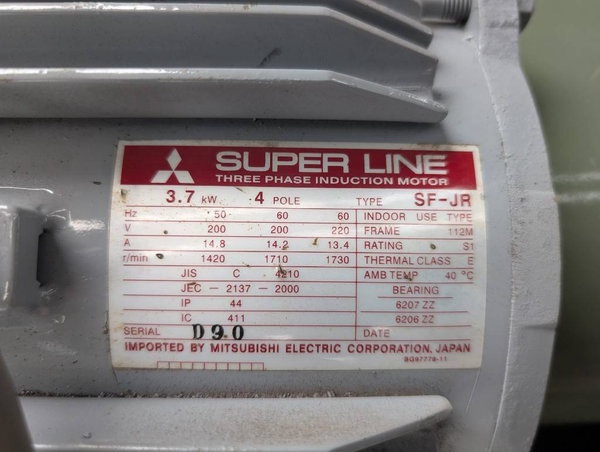 SUPER LINE
THREE PHASE INDUCTION MOTOR
3.7 kW 4 POLE TYPE SF-JR
Hz 50 60 60 INDOOR USE TYPE
V 200 200 220 FRAME 112M
A 14.8 14.2 13.4 RATING S1
r/min 1420 1710 1730 THERMAL CLASS E
JIS C 4210 AMB TEMP 40 °C
JEC - 2137 - 2000 BEARING
IP 44 6207 ZZ
IC 411 6206 ZZ
SERIAL D90 DATE
IMPORTED BY MITSUBISHI ELECTRIC CORPORATION, JAPAN
BG97779-11